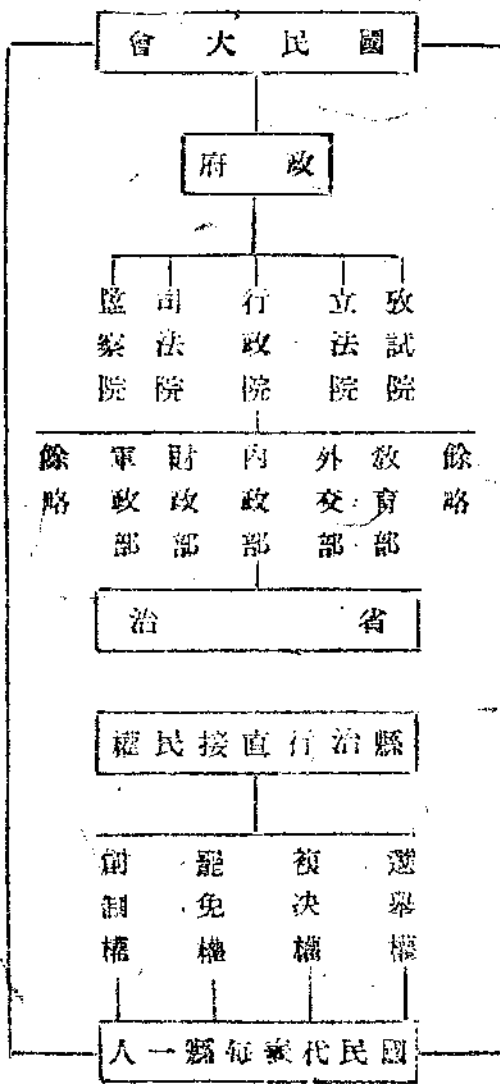 國民大會
政府
考試院
立法院
行政院
司法院
監察院
餘略
教育部
外交部
內政部
財政部
軍政部
餘略
省治
縣治行直接民權
選舉權
複决權
罷免權
創制權
國民代表每縣一人